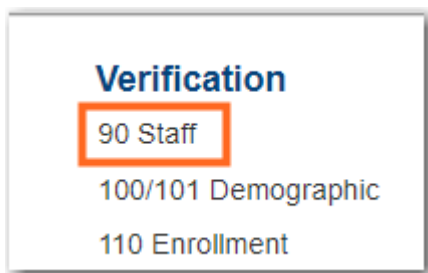 Verification
90 Staff
100/101 Demographic
110 Enrollment